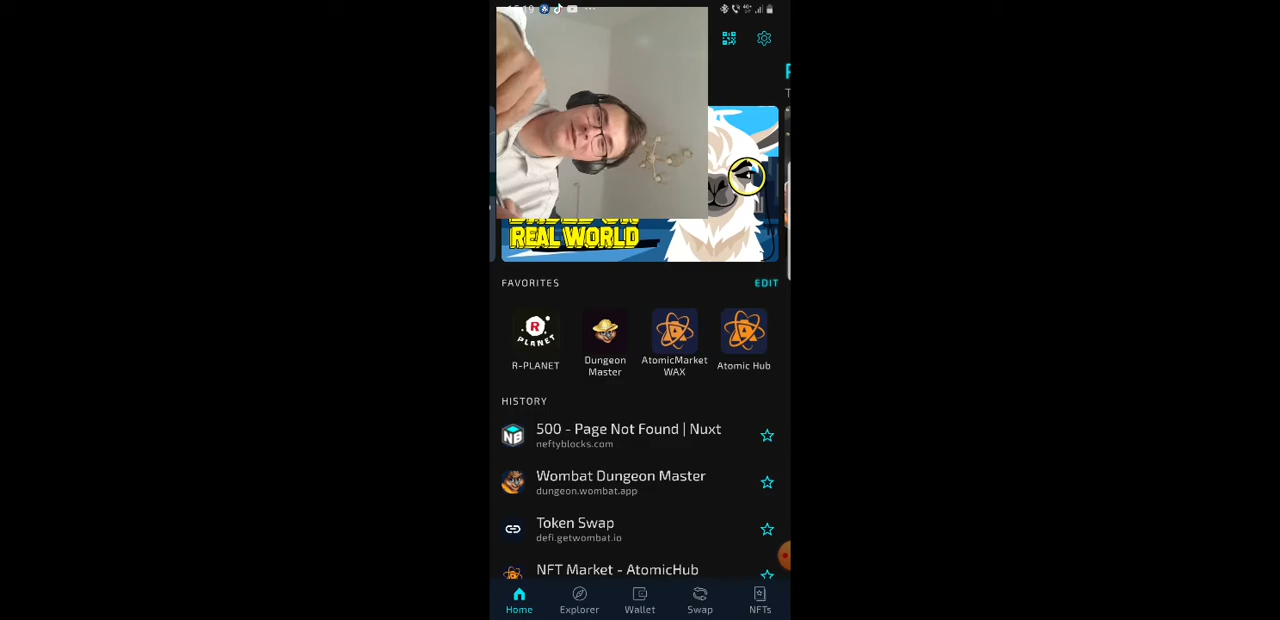 REAL WORLD
FAVORITES
EDIT
R
PLANET
R-PLANET
Dungeon
Master
AtomicMarket
WAX
Atomic Hub
HISTORY
NB
500 - Page Not Found | Nuxt
neftyblocks.com
Wombat Dungeon Master
dungeon.wombat.app
Token Swap
defi.getwombat.io
NFT Market - AtomicHub
Home
Explorer
Wallet
Swap
NFTs